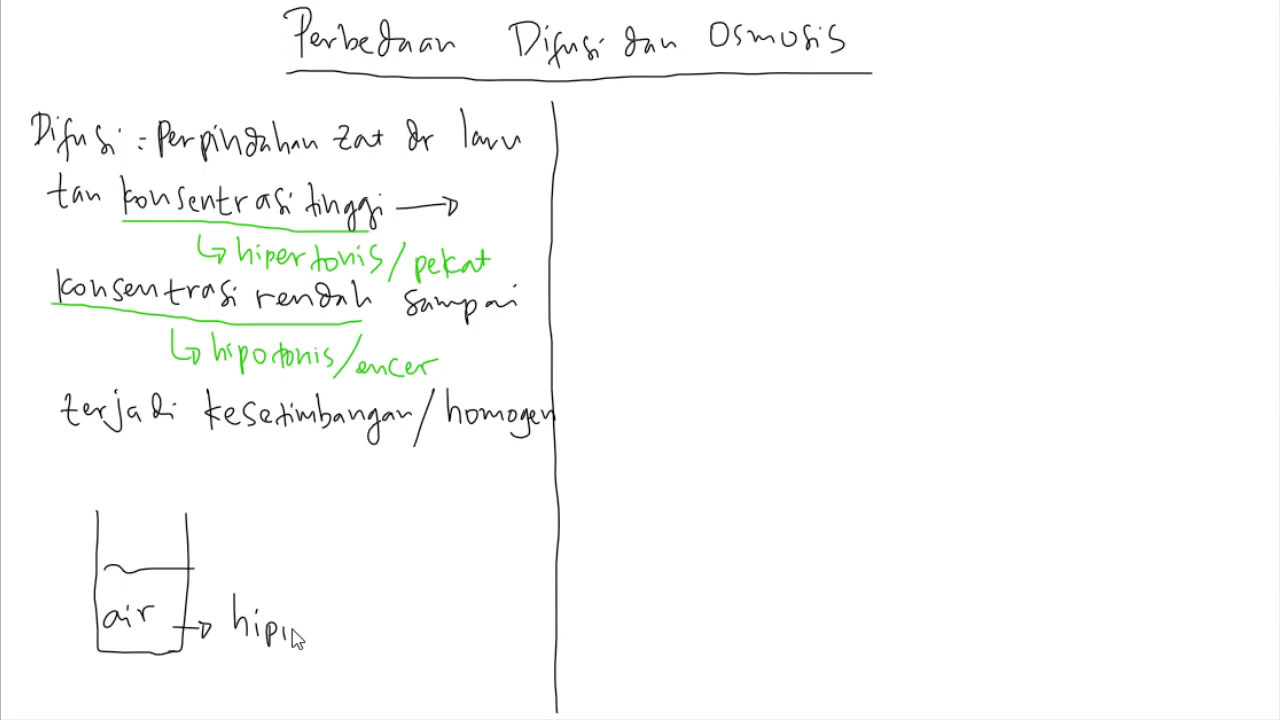 Perbedaan Difusi dan Osmosis
Difusi = Perpindahan zat dr laru
tan konsentrasi tinggi →
↳ hipertonis/pekat
konsentrasi rendah sampai
↳ hipotonis/encer
terjadi kesetimbangan/homogen
air → hip